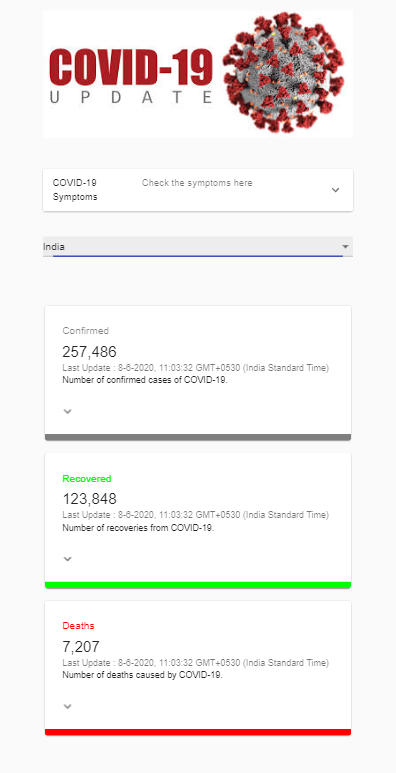 COVID-19
UPDATE
COVID-19 Check the symptoms here
Symptoms
India
Confirmed
257,486
Last Update : 8-6-2020, 11:03:32 GMT+0530 (India Standard Time)
Number of confirmed cases of COVID-19.
Recovered
123,848
Last Update : 8-6-2020, 11:03:32 GMT+0530 (India Standard Time)
Number of recoveries from COVID-19.
Deaths
7,207
Last Update : 8-6-2020, 11:03:32 GMT+0530 (India Standard Time)
Number of deaths caused by COVID-19.